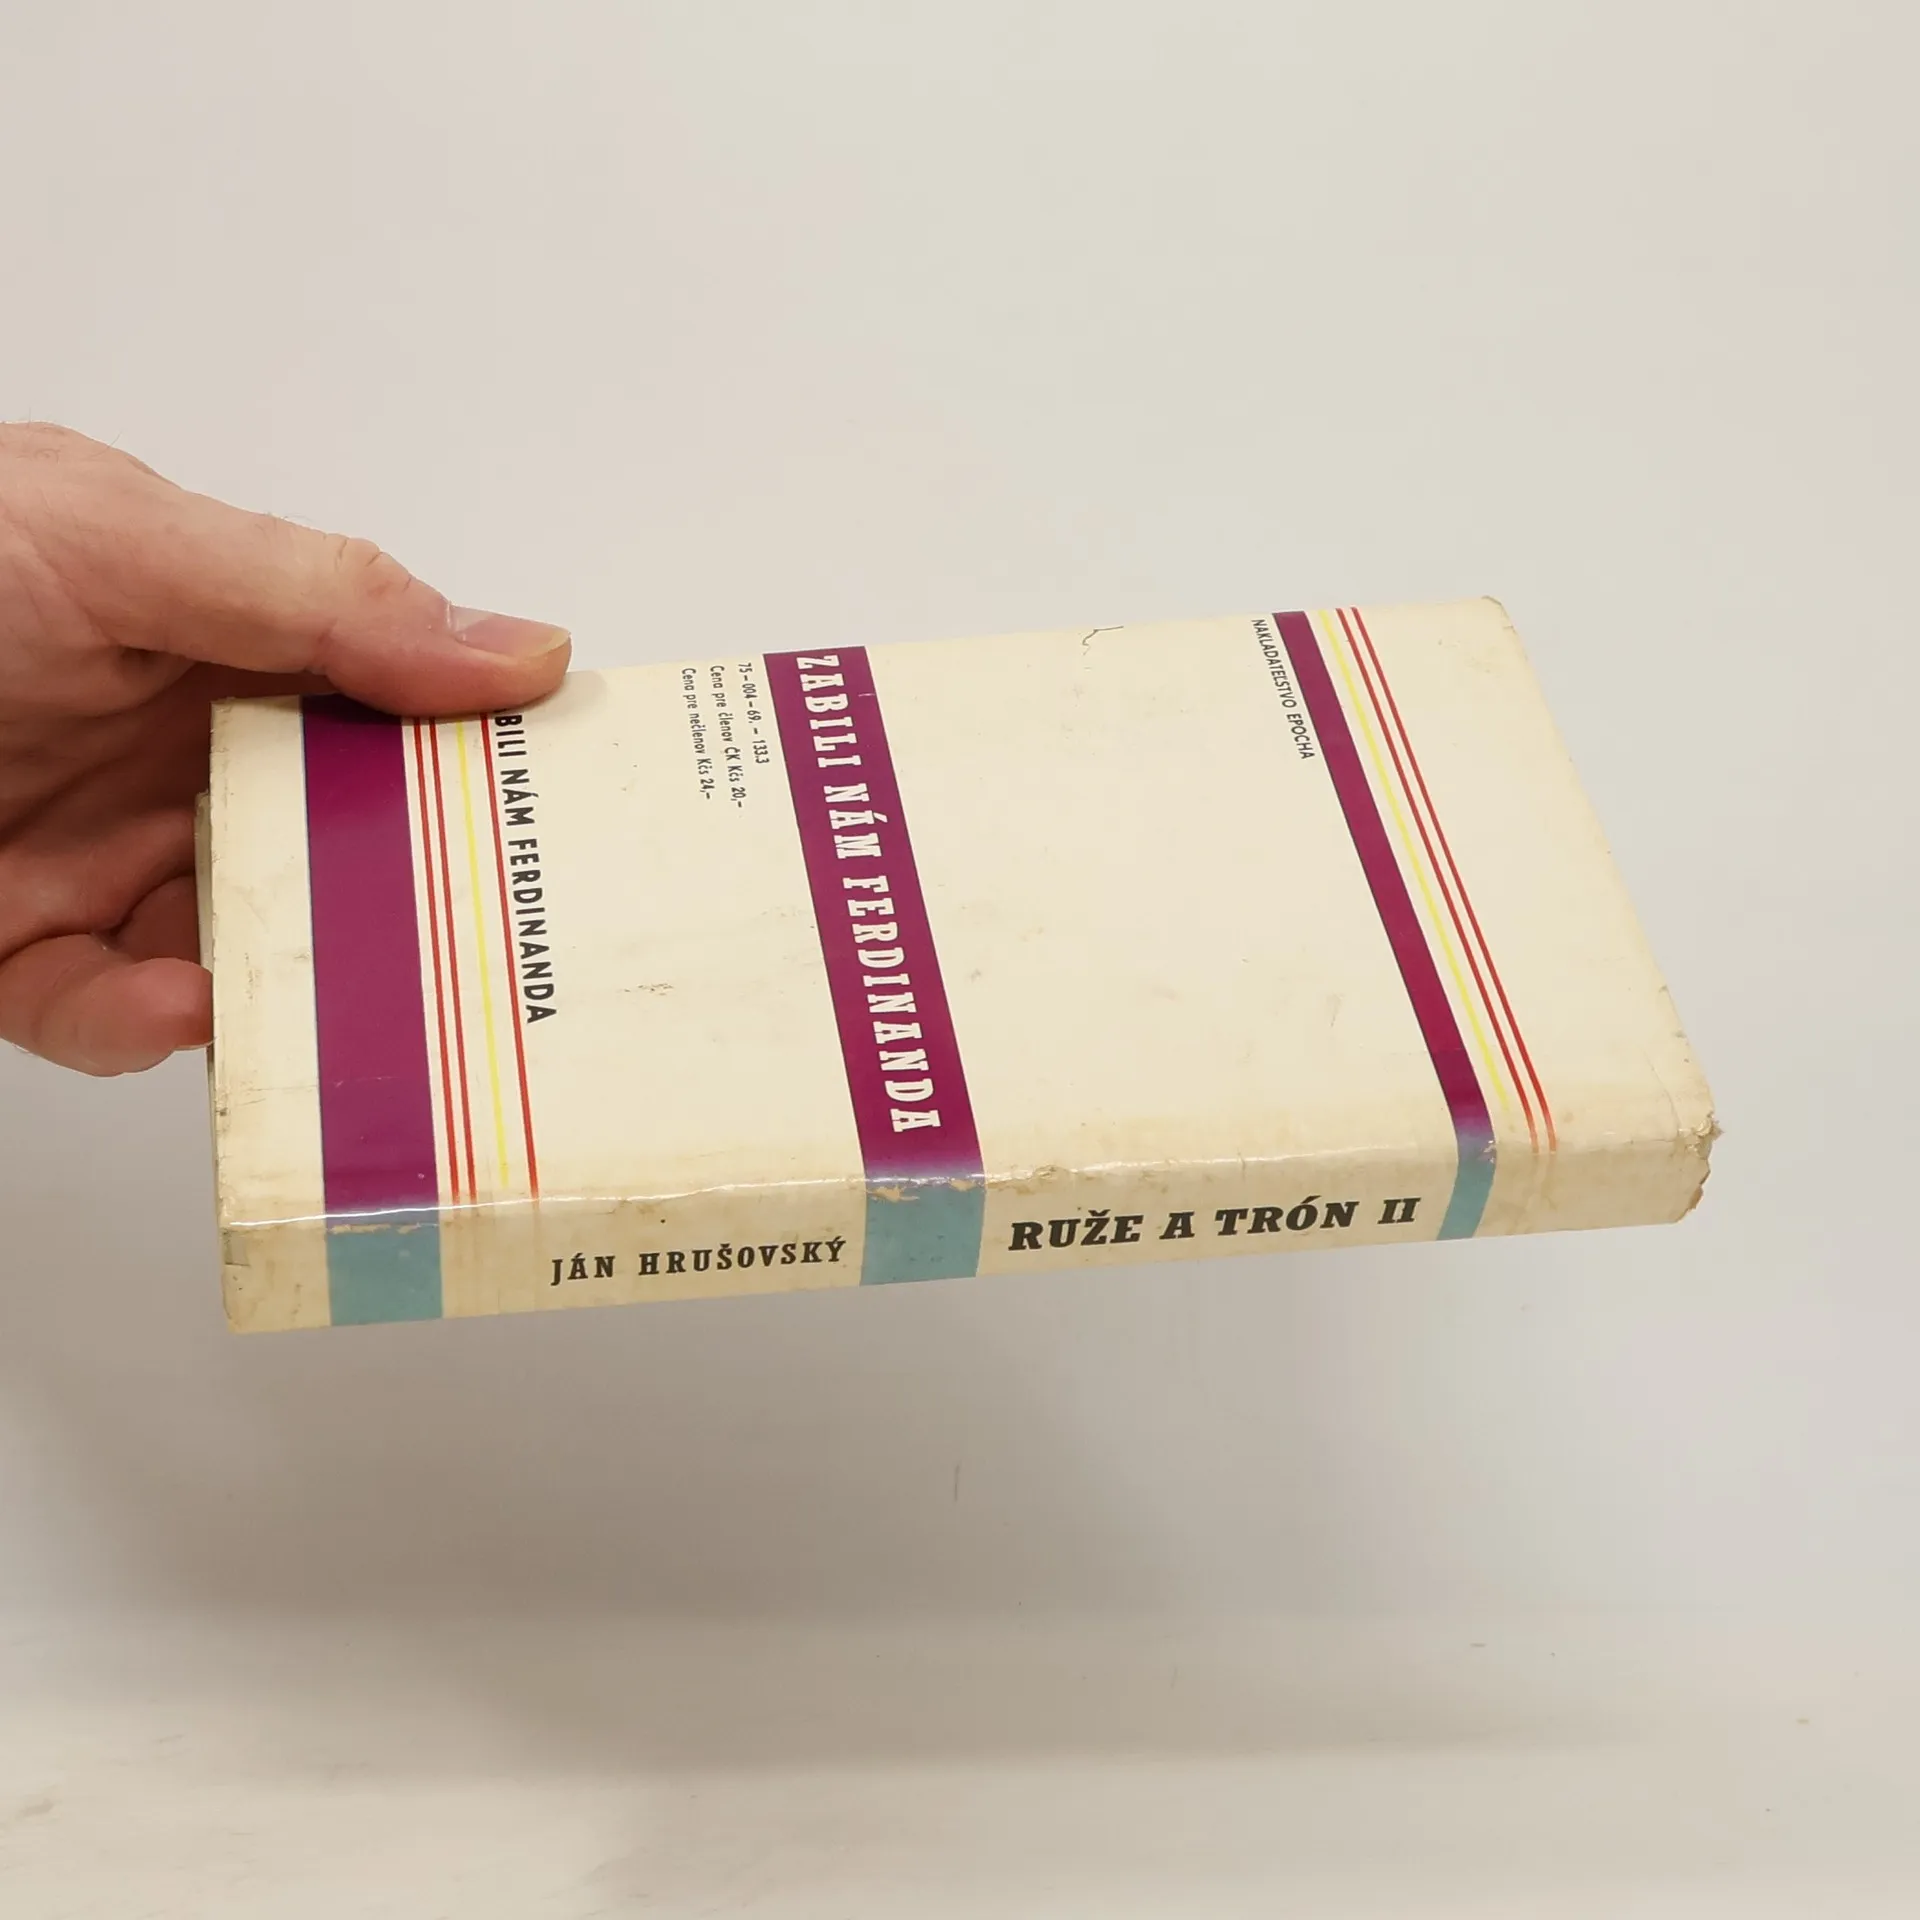 BILI NÁM FERDINANDA
75–004–69. – 133.3
Cena pre členov ČK Kčs 20,–
Cena pre nečlenov Kčs 24,–
ZABILI NÁM FERDINANDA
NAKLADATEĽSTVO EPOCHA
JÁN HRUŠOVSKÝ
RUŽE A TRÓN II